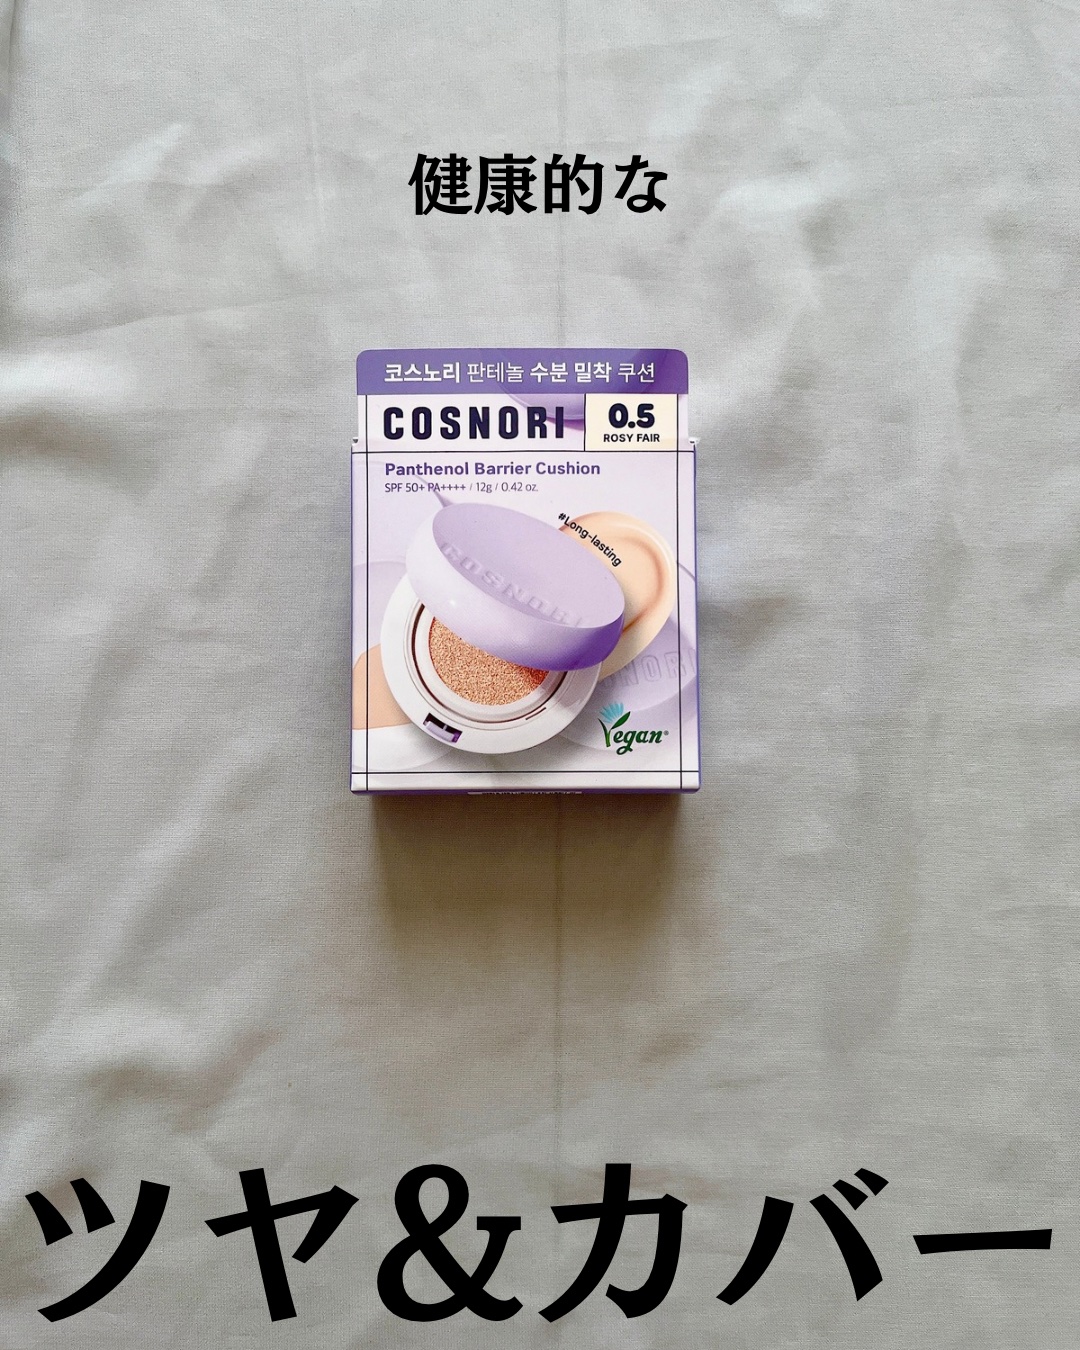 健康的な
코스노리 판테놀 수분 밀착 쿠션
COSNORI
0.5
ROSY FAIR
Panthenol Barrier Cushion
SPF 50+ PA++++ / 12g / 0.42 oz.
#Long-lasting
COSNORI
Vegan
ツヤ&カバー